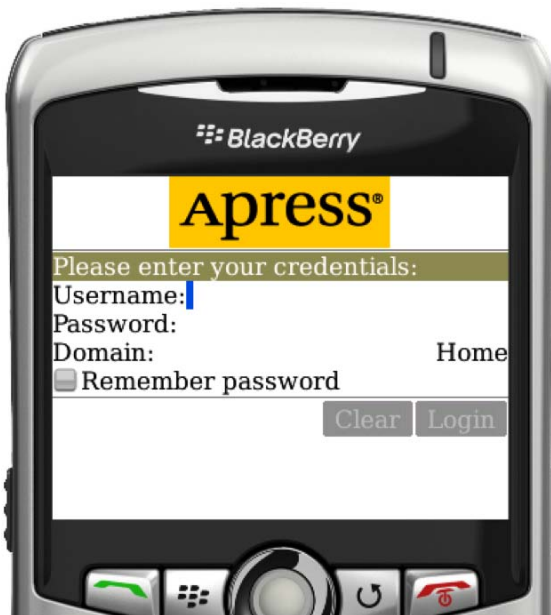 BlackBerry
Apress®
Please enter your credentials:
Username:
Password:
Domain: Home
Remember password
Clear Login